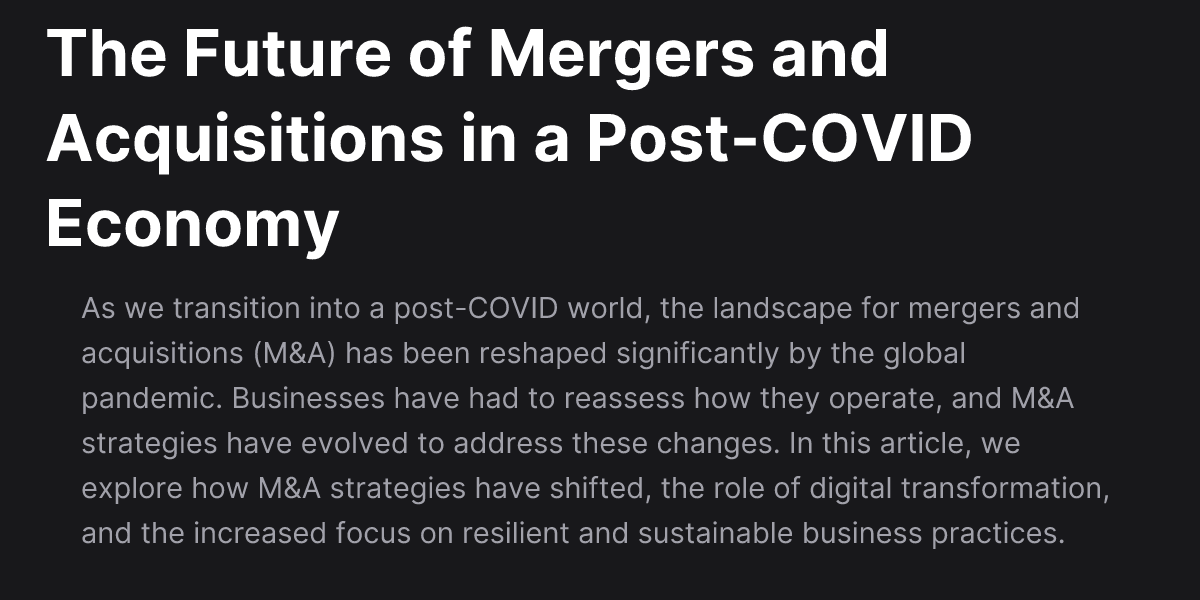 The Future of Mergers and
Acquisitions in a Post-COVID
Economy
As we transition into a post-COVID world, the landscape for mergers and
acquisitions (M&A) has been reshaped significantly by the global
pandemic. Businesses have had to reassess how they operate, and M&A
strategies have evolved to address these changes. In this article, we
explore how M&A strategies have shifted, the role of digital transformation,
and the increased focus on resilient and sustainable business practices.